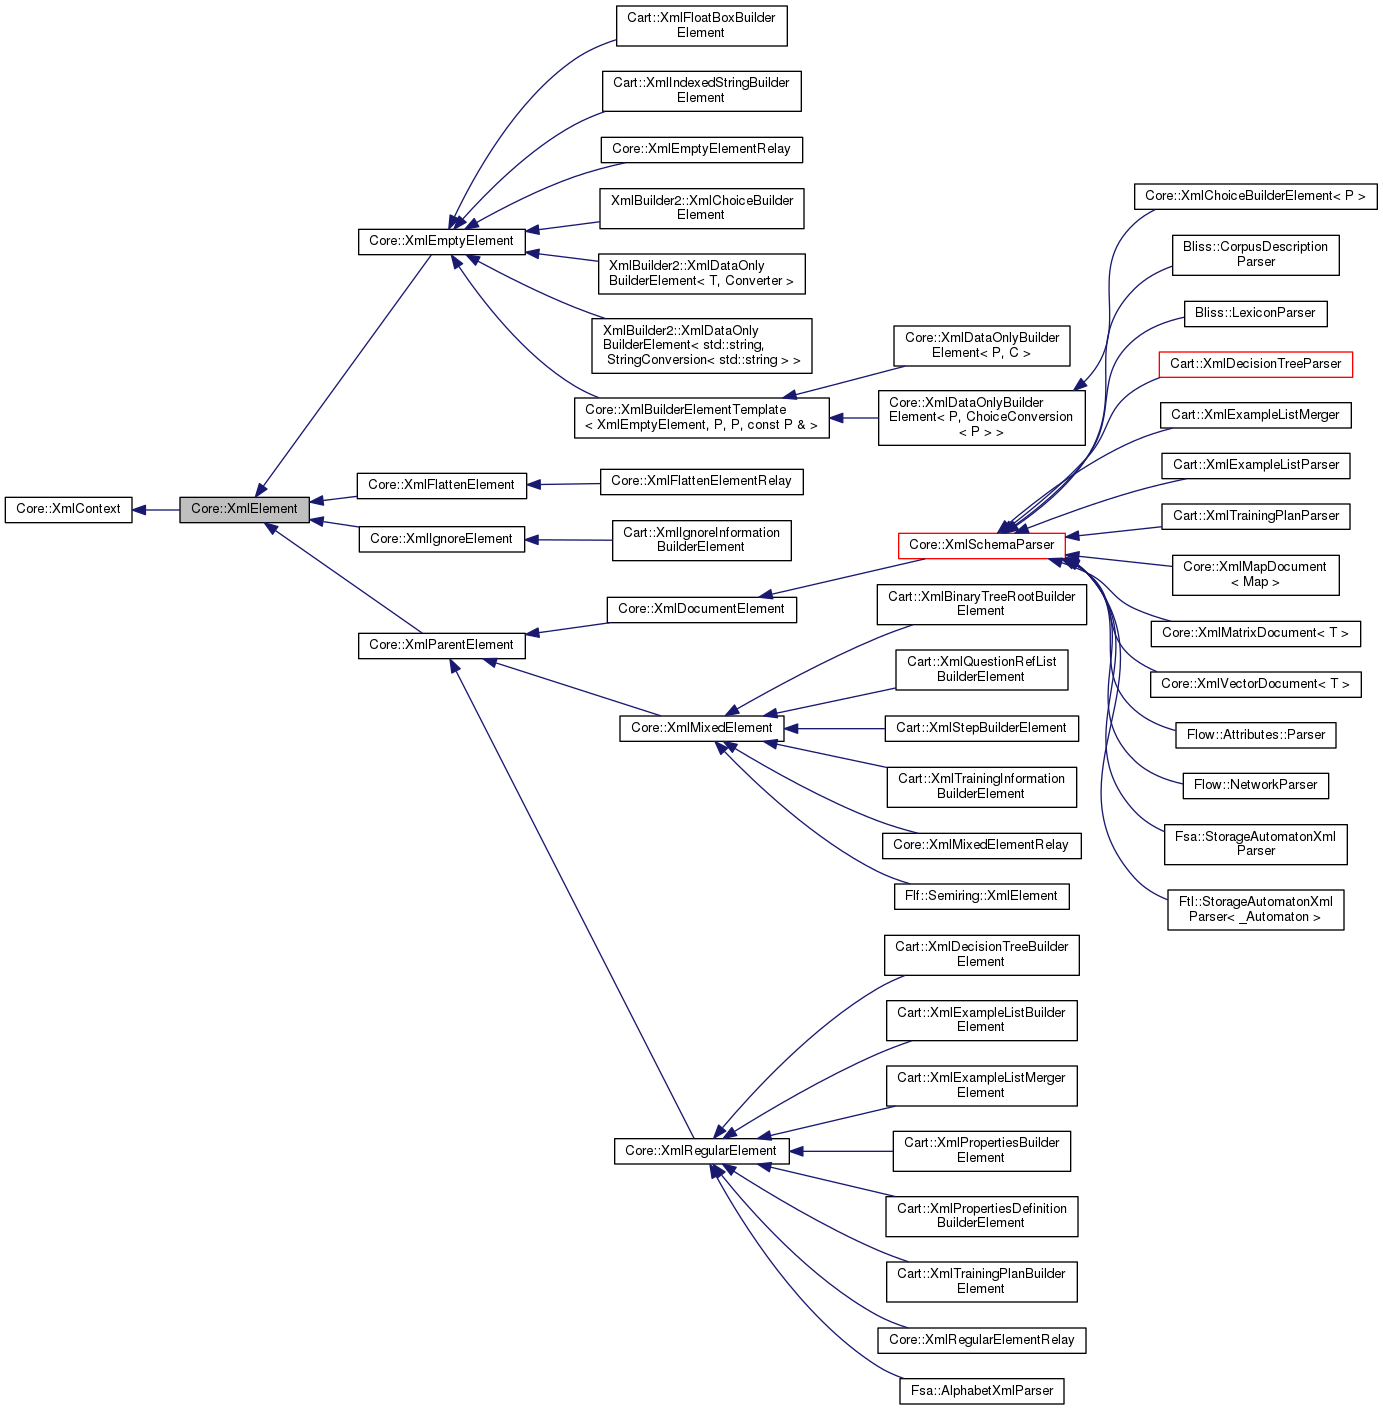 Core::XmlContext
Core::XmlElement
Core::XmlEmptyElement
Core::XmlFlattenElement
Core::XmlIgnoreElement
Core::XmlParentElement
Cart::XmlFloatBoxBuilder
Element
Cart::XmlIndexedStringBuilder
Element
Core::XmlEmptyElementRelay
XmlBuilder2::XmlChoiceBuilder
Element
XmlBuilder2::XmlDataOnly
BuilderElement< T, Converter >
XmlBuilder2::XmlDataOnly
BuilderElement< std::string,
StringConversion< std::string > >
Core::XmlBuilderElementTemplate
< XmlEmptyElement, P, P, const P & >
Core::XmlFlattenElementRelay
Cart::XmlIgnoreInformation
BuilderElement
Core::XmlDocumentElement
Core::XmlMixedElement
Core::XmlRegularElement
Core::XmlDataOnlyBuilder
Element< P, C >
Core::XmlDataOnlyBuilder
Element< P, ChoiceConversion
< P > >
Core::XmlSchemaParser
Cart::XmlBinaryTreeRootBuilder
Element
Cart::XmlQuestionRefList
BuilderElement
Cart::XmlStepBuilderElement
Cart::XmlTrainingInformation
BuilderElement
Core::XmlMixedElementRelay
Flf::Semiring::XmlElement
Cart::XmlDecisionTreeBuilder
Element
Cart::XmlExampleListBuilder
Element
Cart::XmlExampleListMerger
Element
Cart::XmlPropertiesBuilder
Element
Cart::XmlPropertiesDefinition
BuilderElement
Cart::XmlTrainingPlanBuilder
Element
Core::XmlRegularElementRelay
Fsa::AlphabetXmlParser
Core::XmlChoiceBuilderElement< P >
Bliss::CorpusDescription
Parser
Bliss::LexiconParser
Cart::XmlDecisionTreeParser
Cart::XmlExampleListMerger
Cart::XmlExampleListParser
Cart::XmlTrainingPlanParser
Core::XmlMapDocument
< Map >
Core::XmlMatrixDocument< T >
Core::XmlVectorDocument< T >
Flow::Attributes::Parser
Flow::NetworkParser
Fsa::StorageAutomatonXml
Parser
Ftl::StorageAutomatonXml
Parser< _Automaton >